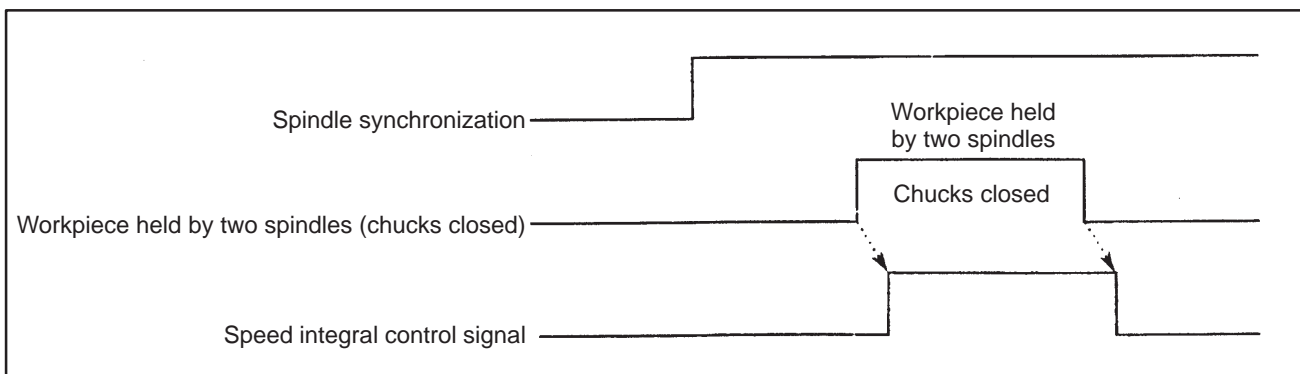 Spindle synchronization
Workpiece held
by two spindles
Chucks closed
Workpiece held by two spindles (chucks closed)
Speed integral control signal